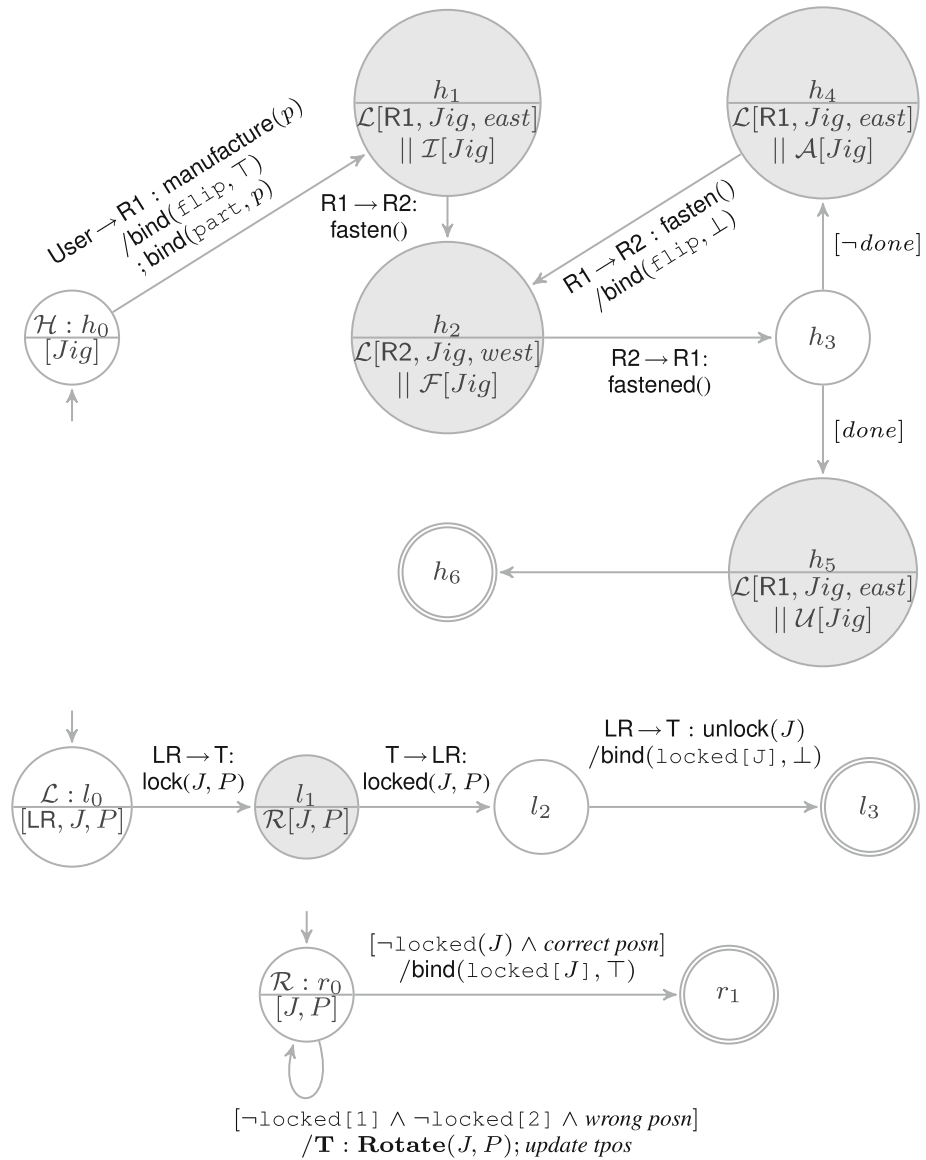 h₁
ℒ[R1, Jig, east]
|| ℐ[Jig]
h₄
ℒ[R1, Jig, east]
|| 𝒜[Jig]
User → R1 : manufacture(p)
/bind(flip, ⊤)
; bind(part, p)
R1 → R2:
fasten()
R1 → R2 : fasten()
/bind(flip, ⊥)
[¬done]
ℋ : h₀
[Jig]
h₂
ℒ[R2, Jig, west]
|| ℱ[Jig]
R2 → R1:
fastened()
h₃
[done]
h₆
h₅
ℒ[R1, Jig, east]
|| 𝒰[Jig]
ℒ : l₀
[LR, J, P]
LR → T:
lock(J, P)
l₁
ℛ[J, P]
T → LR:
locked(J, P)
l₂
LR → T : unlock(J)
/bind(locked[J], ⊥)
l₃
ℛ : r₀
[J, P]
[¬locked(J) ∧ correct posn]
/bind(locked[J], ⊤)
r₁
[¬locked[1] ∧ ¬locked[2] ∧ wrong posn]
/T : Rotate(J, P); update tpos